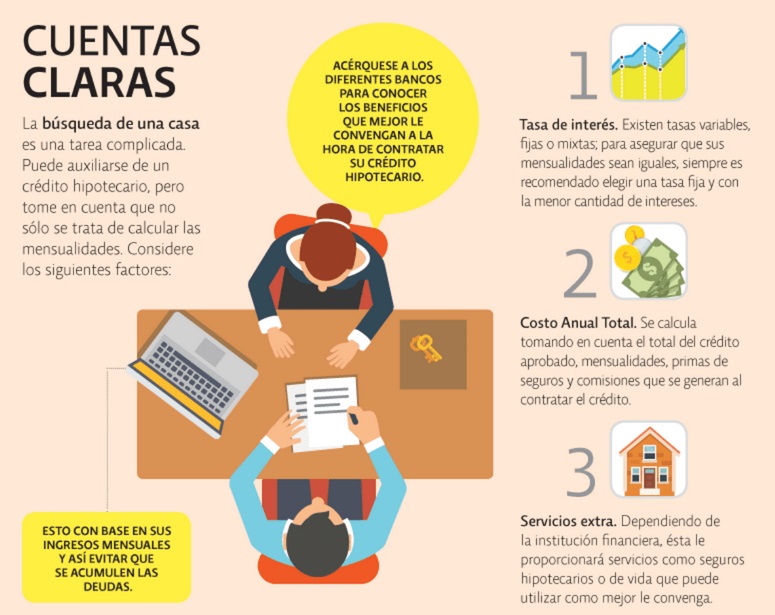 CUENTAS
CLARAS
La búsqueda de una casa
es una tarea complicada.
Puede auxiliarse de un
crédito hipotecario, pero
tome en cuenta que no
sólo se trata de calcular las
mensualidades. Considere
los siguientes factores:
ACÉRQUESE A LOS
DIFERENTES BANCOS
PARA CONOCER
LOS BENEFICIOS
QUE MEJOR LE
CONVENGAN A LA
HORA DE CONTRATAR
SU CRÉDITO
HIPOTECARIO.
ESTO CON BASE EN SUS
INGRESOS MENSUALES
Y ASÍ EVITAR QUE
SE ACUMULEN LAS
DEUDAS.
1
Tasa de interés. Existen tasas variables,
fijas o mixtas; para asegurar que sus
mensualidades sean iguales, siempre es
recomendado elegir una tasa fija y con
la menor cantidad de intereses.
2
Costo Anual Total. Se calcula
tomando en cuenta el total del crédito
aprobado, mensualidades, primas de
seguros y comisiones que se generan al
contratar el crédito.
3
Servicios extra. Dependiendo de
la institución financiera, ésta le
proporcionará servicios como seguros
hipotecarios o de vida que puede
utilizar como mejor le convenga.